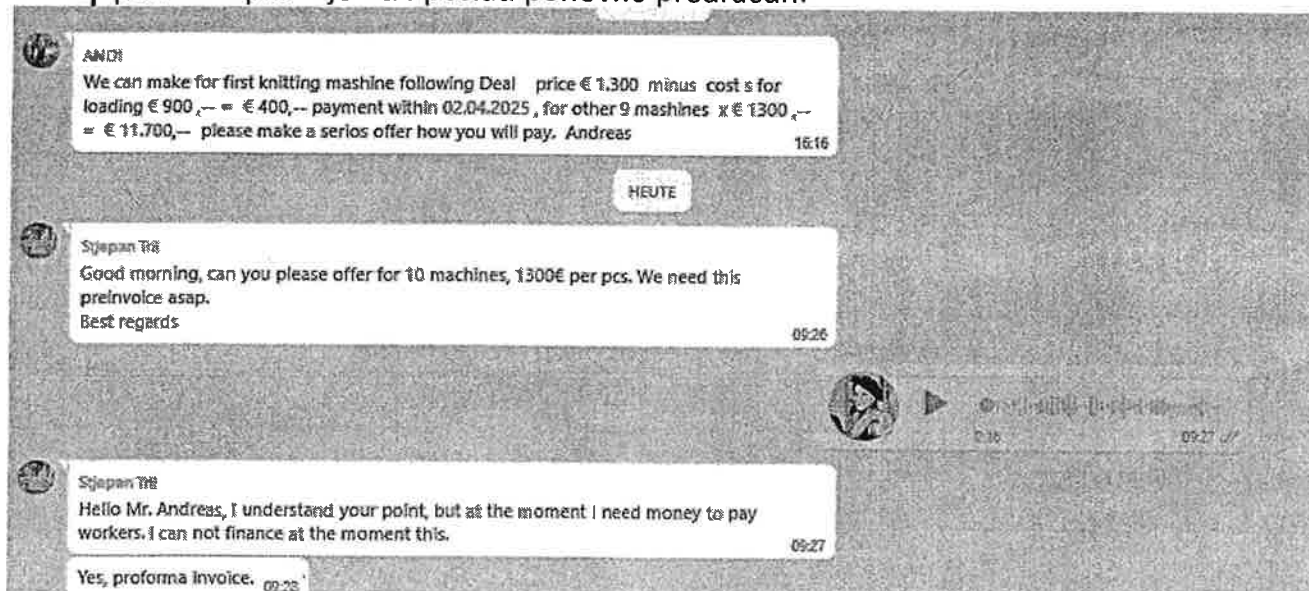 ANDI
We can make for first knitting mashine following Deal price € 1.300 minus cost s for
loading € 900 ,-- = € 400,-- payment within 02.04.2025 , for other 9 mashines x € 1300 ,--
= € 11.700,-- please make a serios offer how you will pay. Andreas
16:16
HEUTE
Stjepan
Good morning, can you please offer for 10 machines, 1300€ per pcs. We need this
preinvoice asap.
Best regards
09:26
09:27
Stjepan
Hello Mr. Andreas, I understand your point, but at the moment I need money to pay
workers. I can not finance at the moment this.
09:27
Yes, proforma invoice.